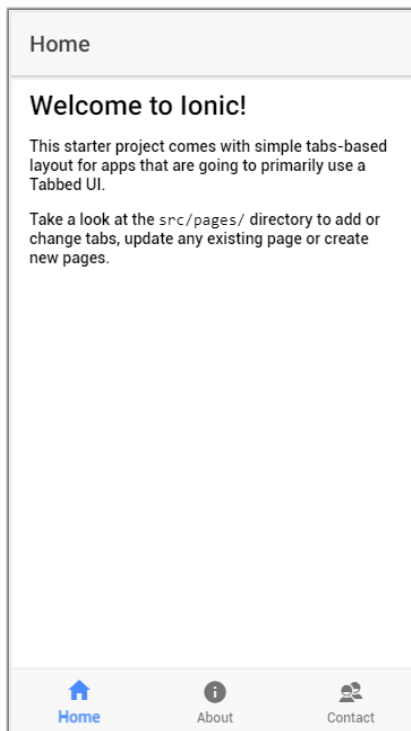 Home
Welcome to Ionic!
This starter project comes with simple tabs-based
layout for apps that are going to primarily use a
Tabbed UI.
Take a look at the src/pages/ directory to add or
change tabs, update any existing page or create
new pages.
Home
About
Contact